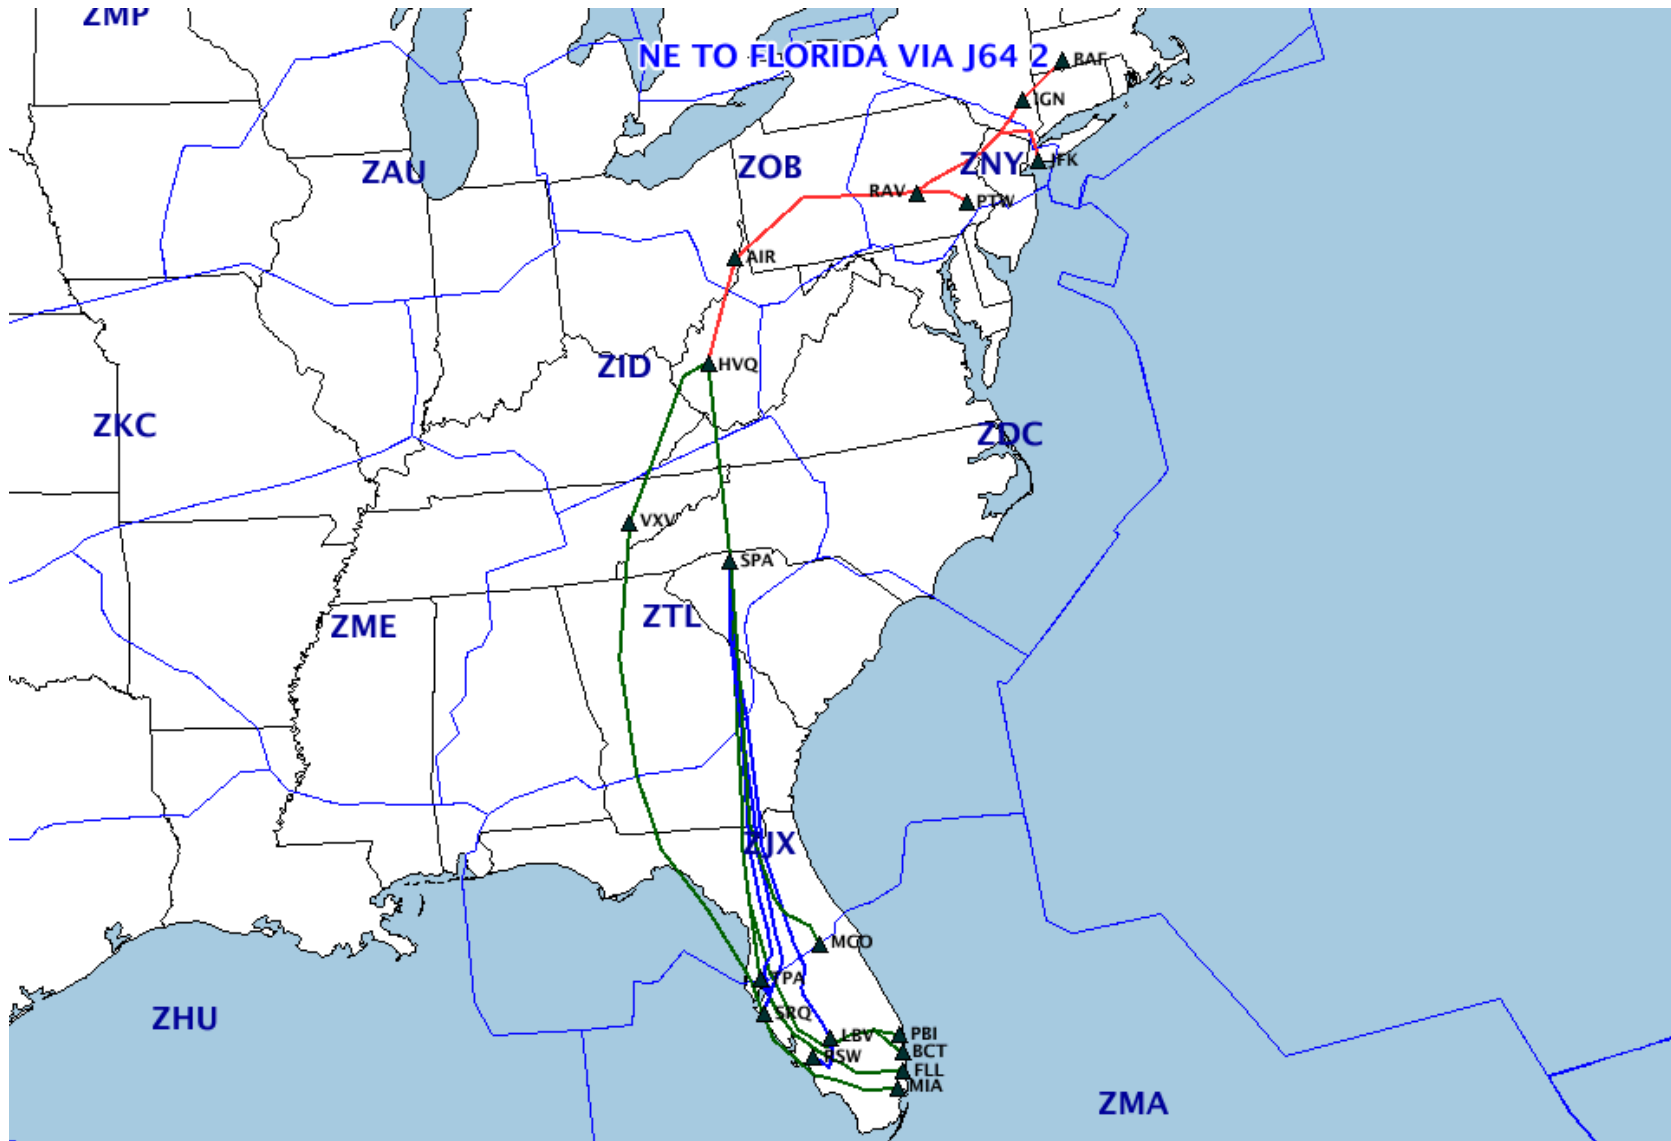 ZMP
NE TO FLORIDA VIA J64 2
BAF
IGN
ZAU
ZOB
ZNY
JFK
RAV
PTW
AIR
ZID
HVQ
ZKC
ZDC
VXV
SPA
ZTL
ZME
ZJX
MCO
TPA
SRQ
ZHU
LBV
PBI
RSW
BCT
FLL
MIA
ZMA